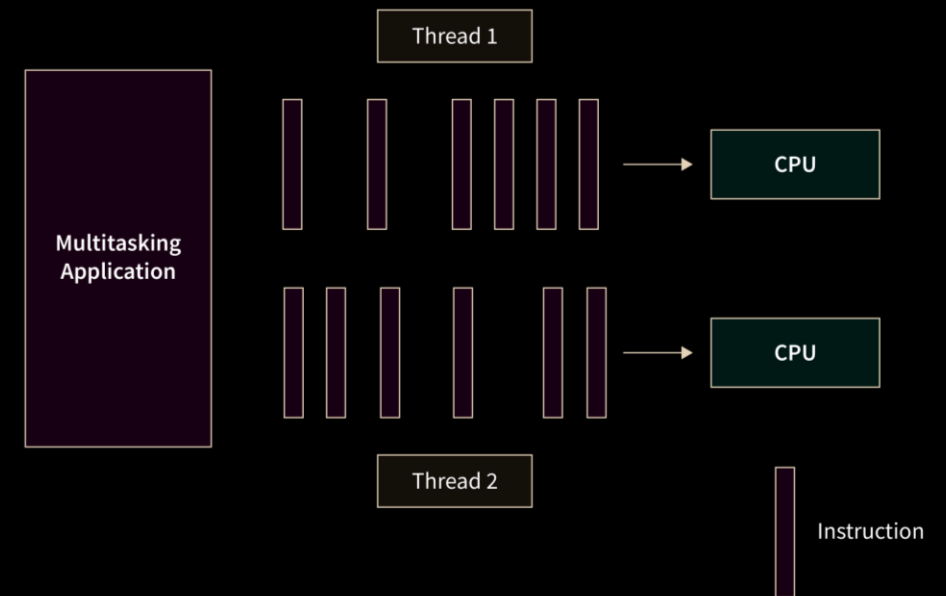 Thread 1
Multitasking
Application
CPU
CPU
Thread 2
Instruction